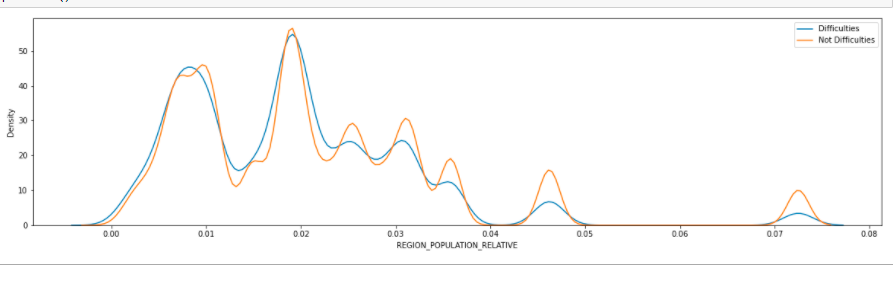 Difficulties
Not Difficulties
50
40
30
20
10
0
Density
0.00 0.01 0.02 0.03 0.04 0.05 0.06 0.07 0.08
REGION_POPULATION_RELATIVE